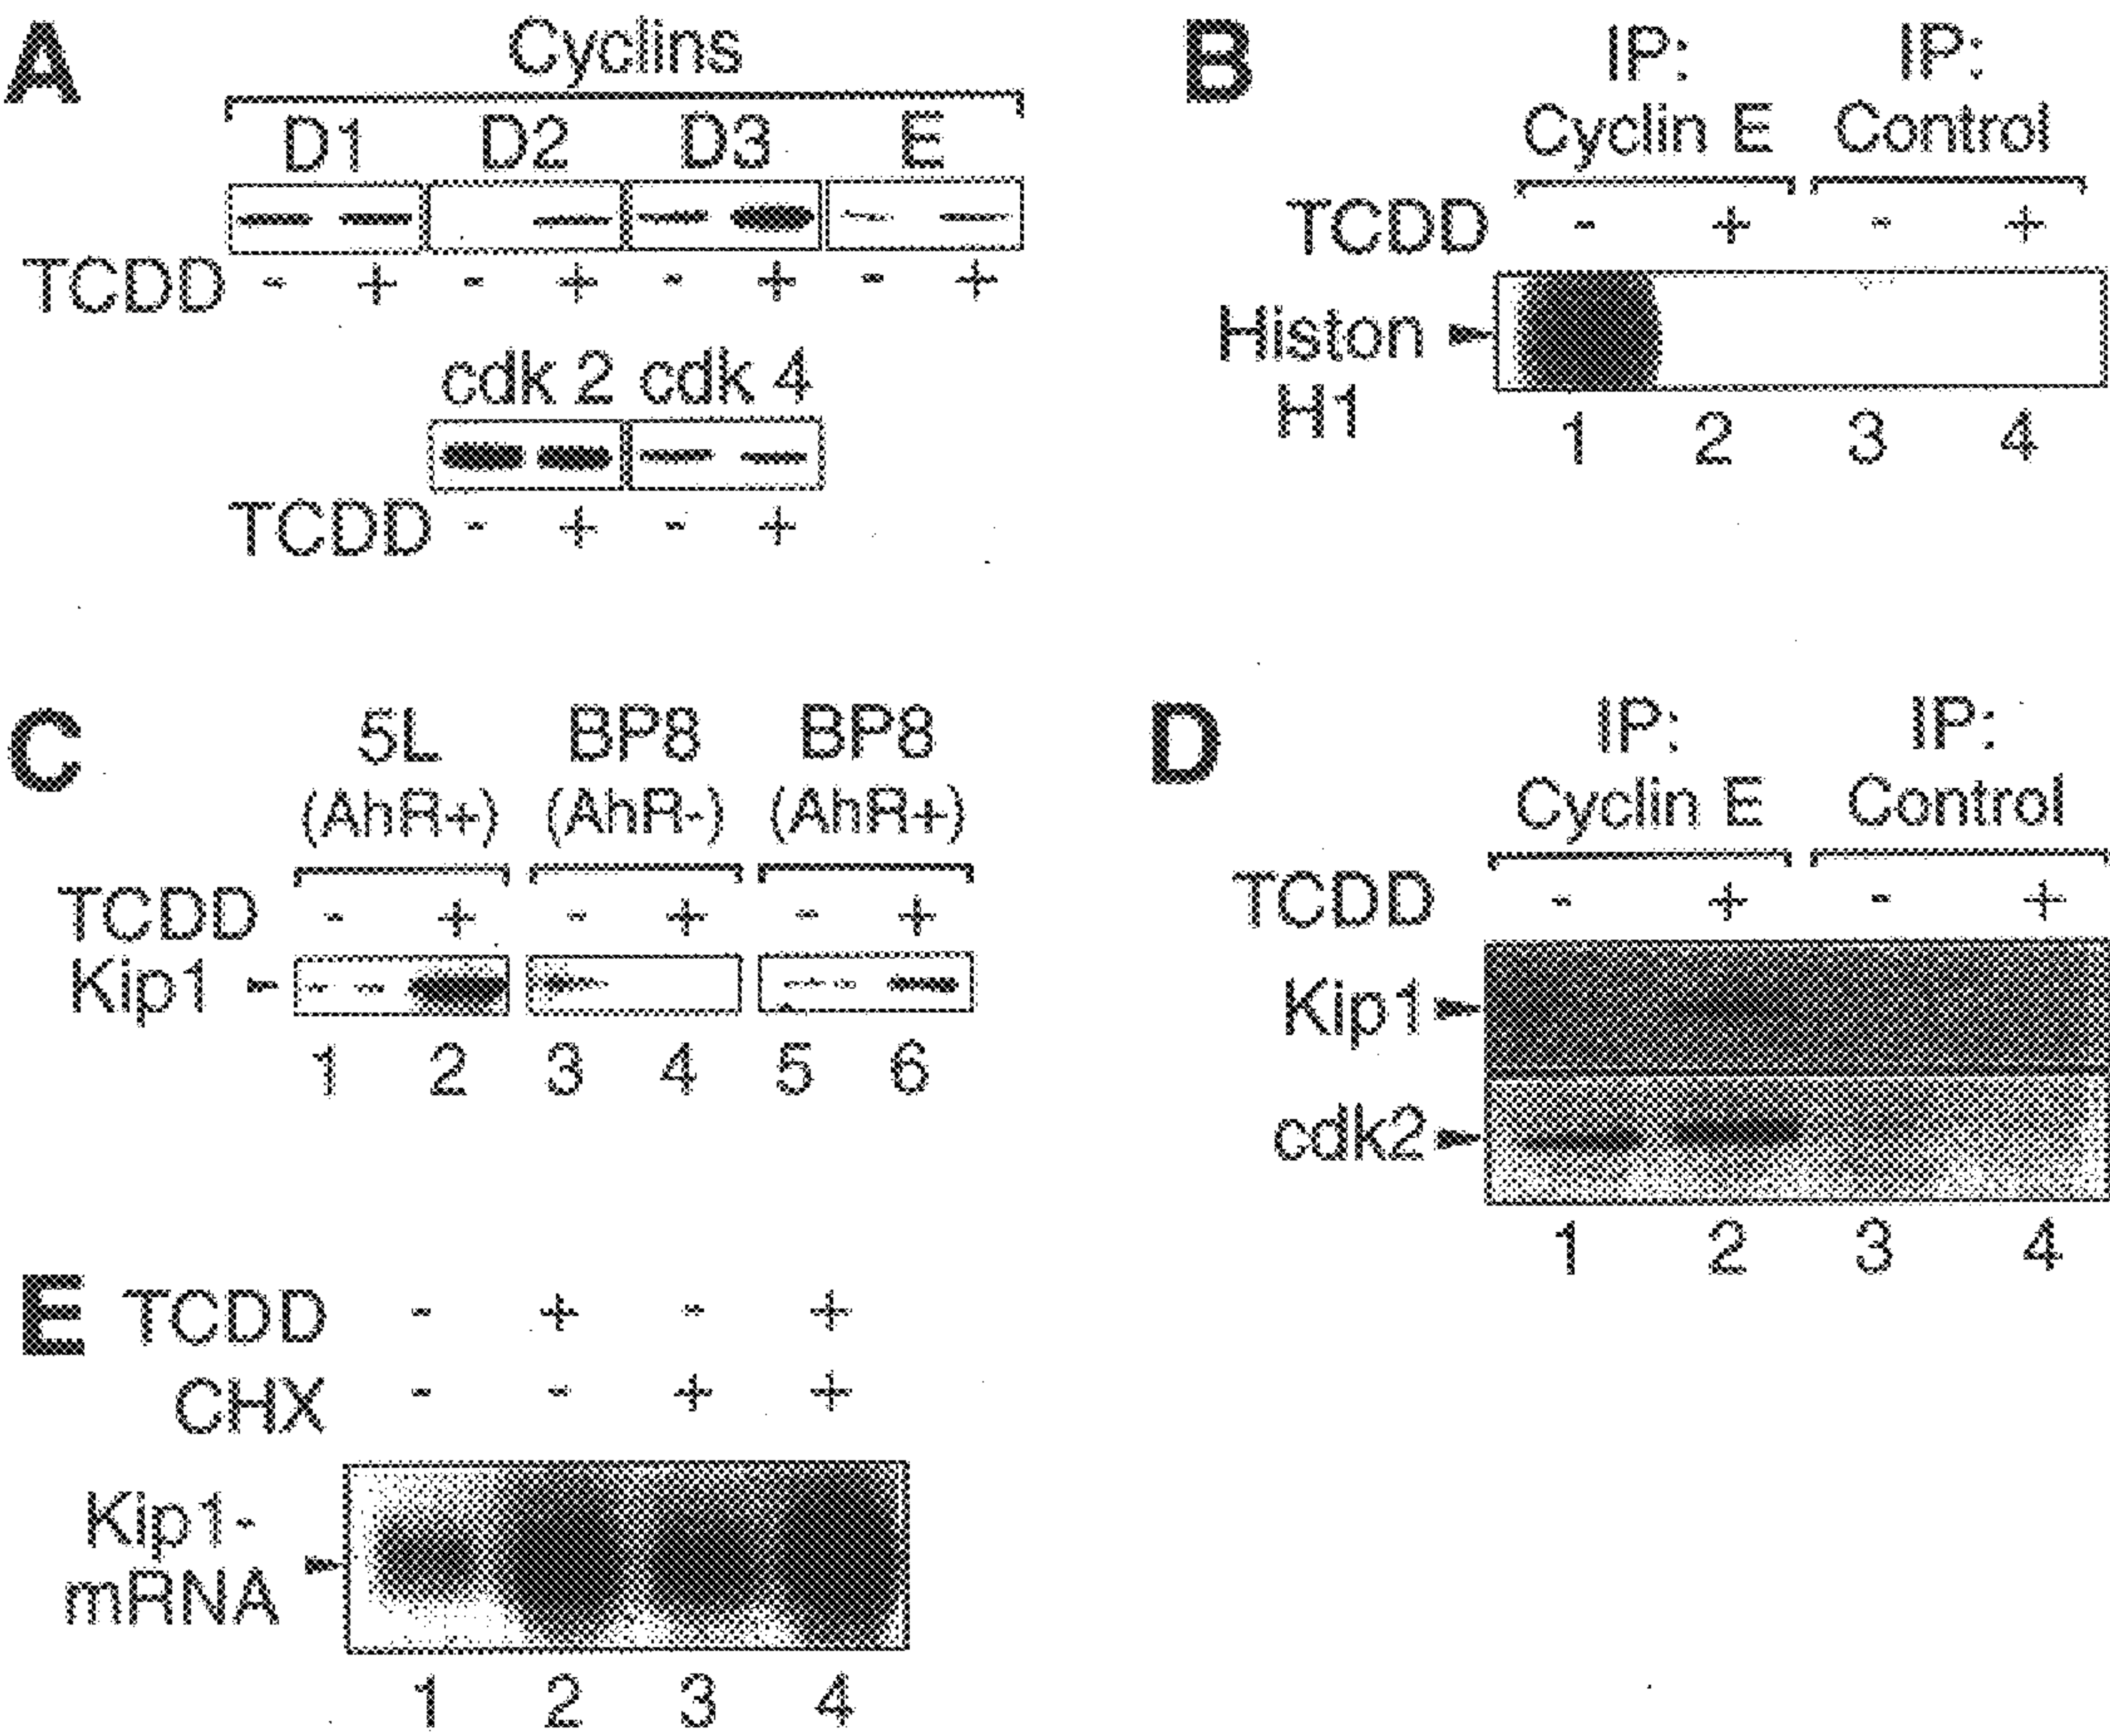 A
Cyclins
D1 D2 D3 E
TCDD - + - + - + - +
cdk 2 cdk 4
TCDD - + - +
B
IP: IP:
Cyclin E Control
TCDD - + - +
Histon
H1
1 2 3 4
C
5L BP8 BP8
(AhR+) (AhR-) (AhR+)
TCDD - + - + - +
Kip1
1 2 3 4 5 6
D
IP: IP:
Cyclin E Control
TCDD - + - +
Kip1
cdk2
1 2 3 4
E
TCDD - + - +
CHX - - + +
Kip1-
mRNA
1 2 3 4